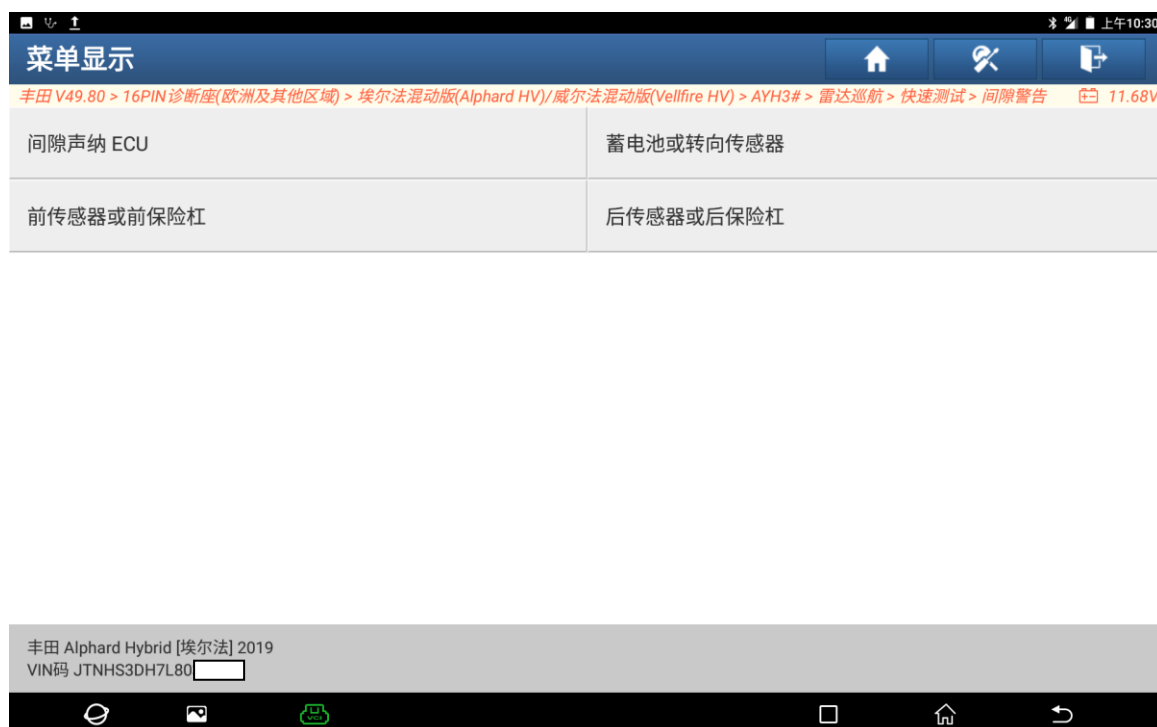 上午10:30
菜单显示
丰田 V49.80 > 16PIN诊断座(欧洲及其他区域) > 埃尔法混动版(Alphard HV)/威尔法混动版(Vellfire HV) > AYH3# > 雷达巡航 > 快速测试 > 间隙警告 11.68V
间隙声纳 ECU 蓄电池或转向传感器
前传感器或前保险杠 后传感器或后保险杠
丰田 Alphard Hybrid [埃尔法] 2019
VIN码 JTNHS3DH7L80
VCI